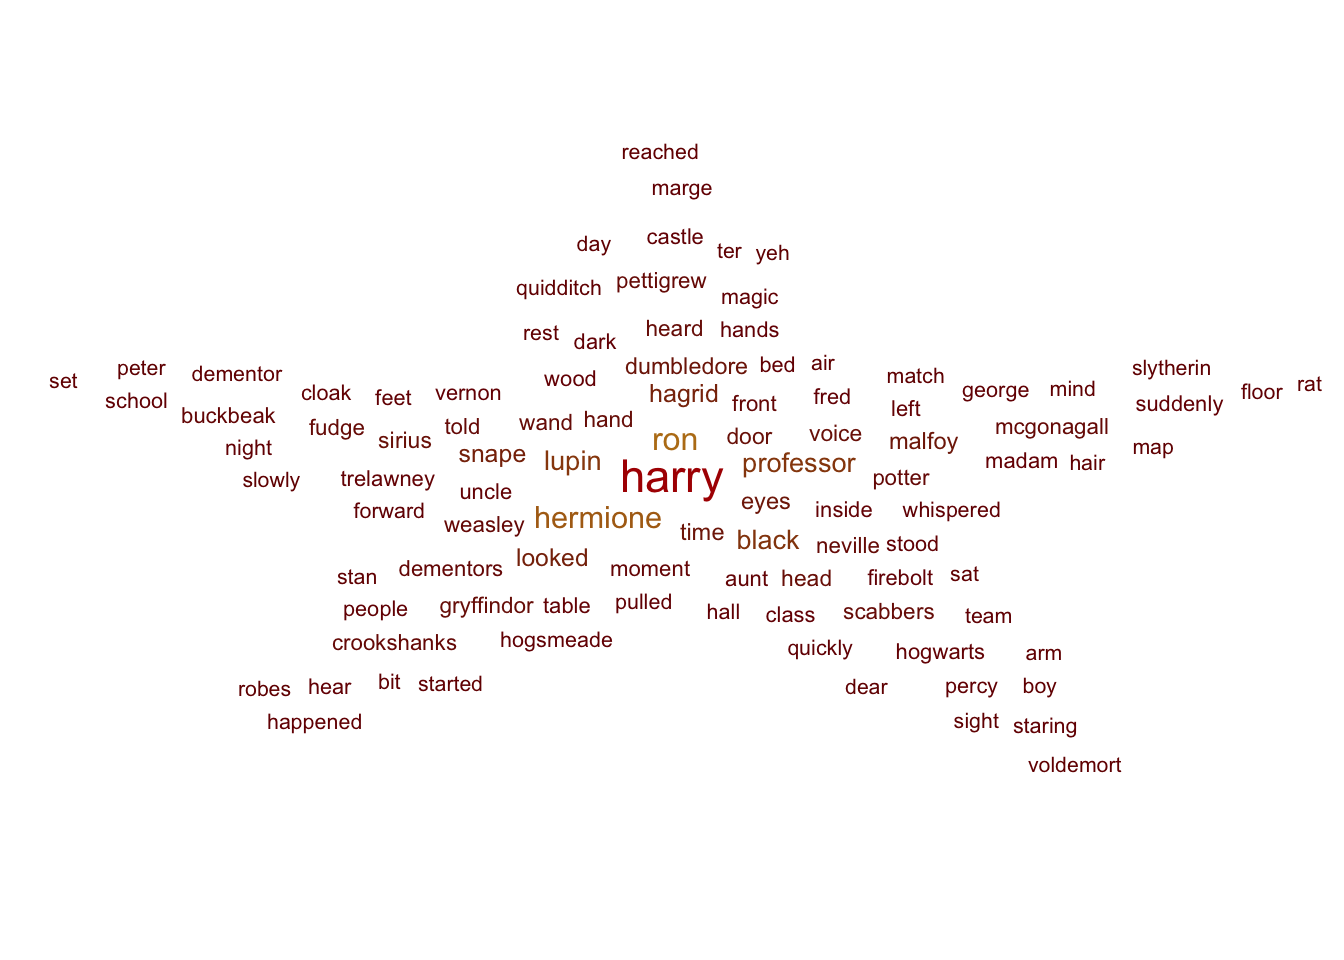 reached
marge
day
castle
ter
yeh
quidditch
pettigrew
magic
rest
dark
heard
hands
set
peter
dementor
school
buckbeak
night
slowly
cloak
feet
vernon
fudge
sirius
told
trelawney
forward
uncle
weasley
snape
wood
wand
hand
lupin
dumbledore
hagrid
ron
harry
hermione
bed
air
front
fred
door
voice
professor
eyes
time
black
match
left
malfoy
potter
inside
whispered
neville
stood
george
mind
mcgonagall
madam
hair
slytherin
suddenly
floor
rat
map
looked
stan
dementors
moment
people
gryffindor
table
pulled
crookshanks
hogsmeade
robes
hear
bit
started
happened
aunt
head
firebolt
sat
hall
class
scabbers
team
quickly
hogwarts
arm
dear
percy
boy
sight
staring
voldemort